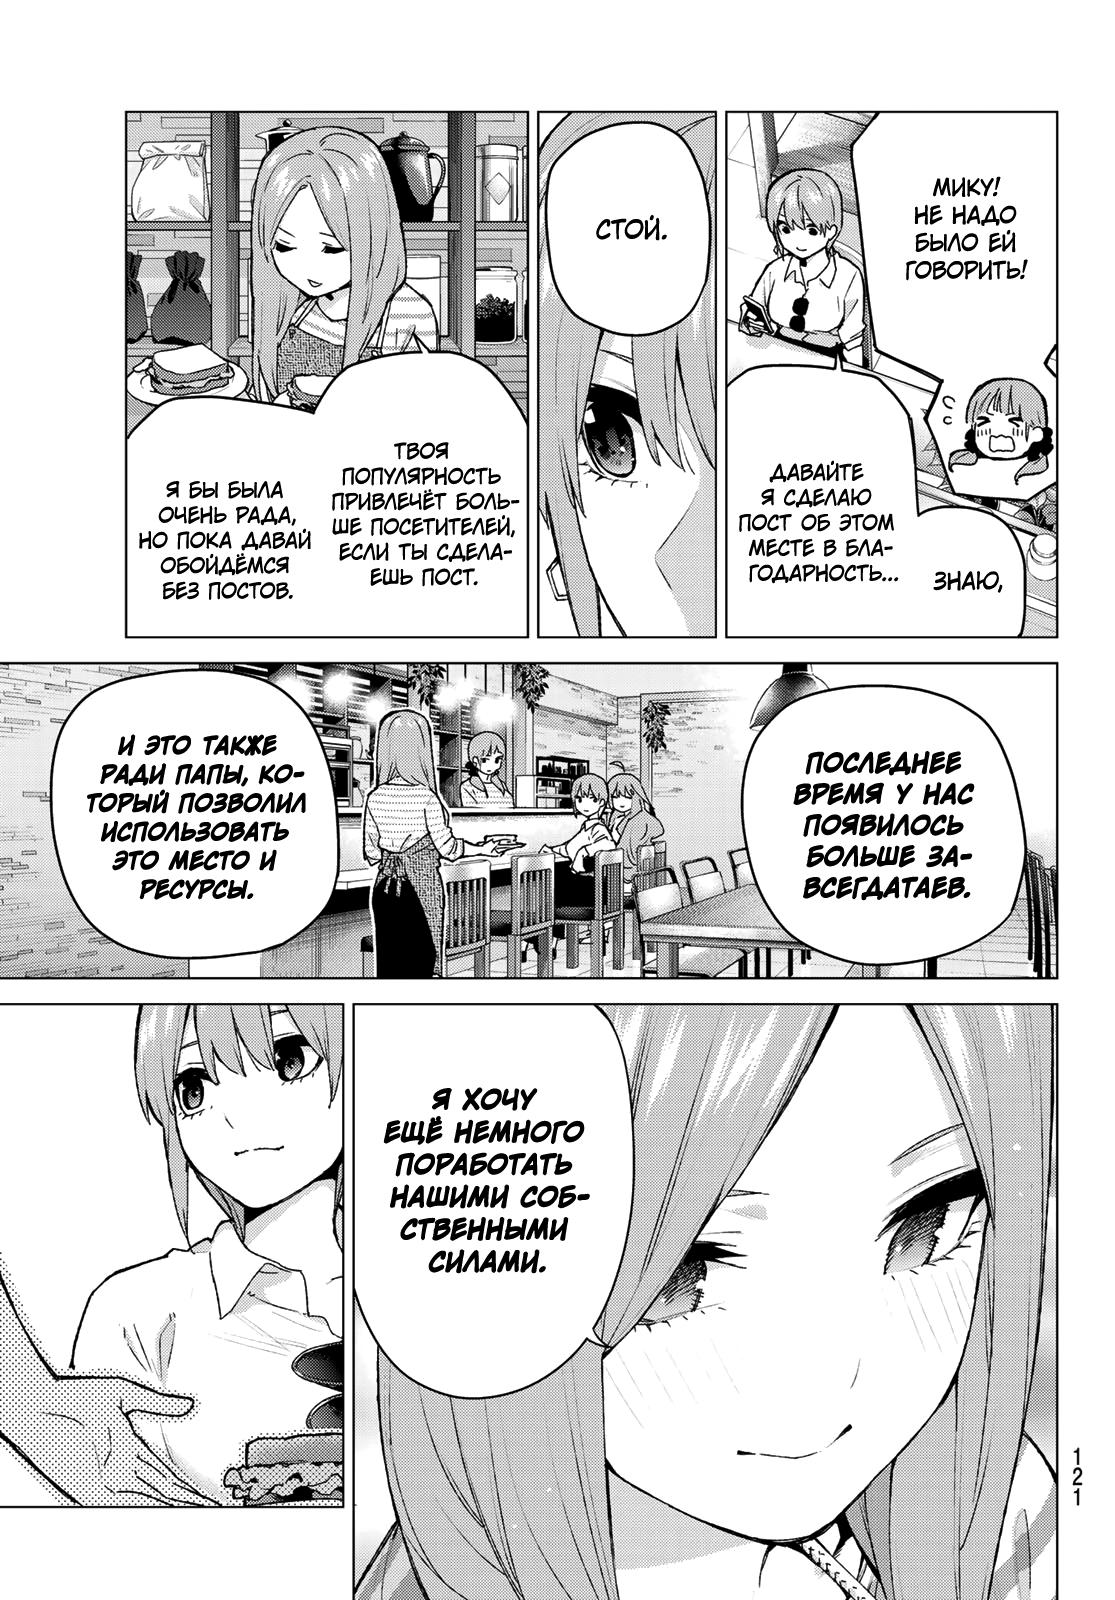 МИКУ!
НЕ НАДО
БЫЛО ЕЙ
ГОВОРИТЬ!
ЗНАЮ,
ДАВАЙТЕ
Я СДЕЛАЮ
ПОСТ ОБ ЭТОМ
МЕСТЕ В БЛА-
ГОДАРНОСТЬ...
СТОЙ.
ТВОЯ
ПОПУЛЯРНОСТЬ
ПРИВЛЕЧЁТ БОЛЬ-
ШЕ ПОСЕТИТЕЛЕЙ,
ЕСЛИ ТЫ СДЕЛА-
ЕШЬ ПОСТ.
Я БЫ БЫЛА
ОЧЕНЬ РАДА,
НО ПОКА ДАВАЙ
ОБОЙДЁМСЯ
БЕЗ ПОСТОВ.
ПОСЛЕДНЕЕ
ВРЕМЯ У НАС
ПОЯВИЛОСЬ
БОЛЬШЕ ЗА-
ВСЕГДАТАЕВ.
И ЭТО ТАКЖЕ
РАДИ ПАПЫ, КО-
ТОРЫЙ ПОЗВОЛИЛ
ИСПОЛЬЗОВАТЬ
ЭТО МЕСТО И
РЕСУРСЫ.
Я ХОЧУ
ЕЩЁ НЕМНОГО
ПОРАБОТАТЬ
НАШИМИ СОБ-
СТВЕННЫМИ
СИЛАМИ.
121